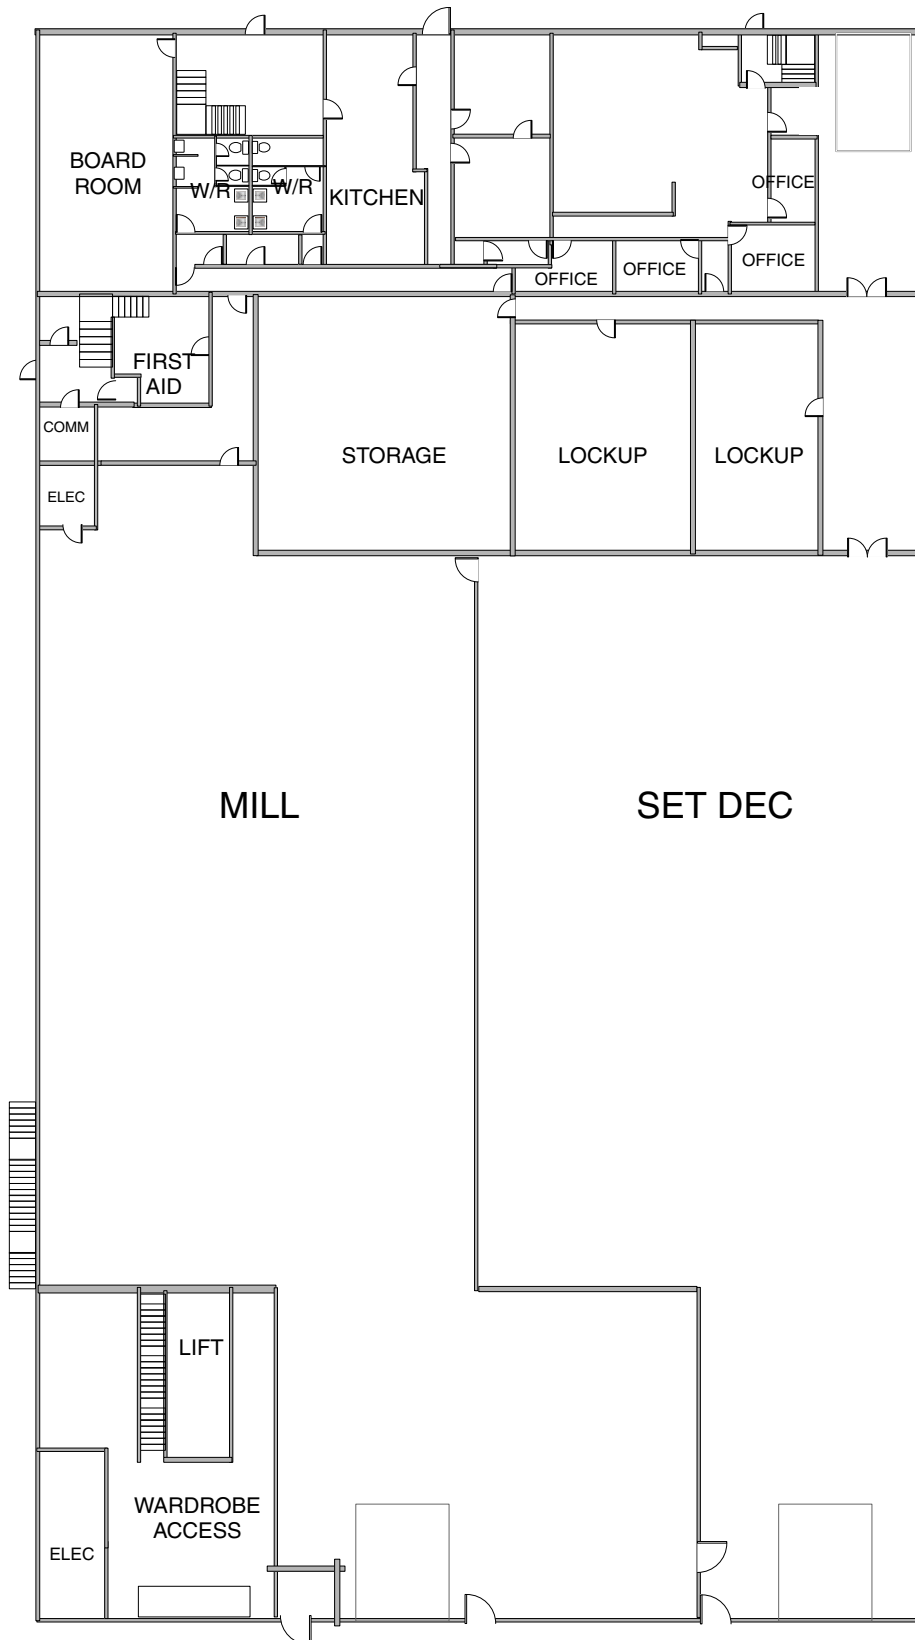 BOARD
ROOM
W/R
W/R
KITCHEN
OFFICE
OFFICE
OFFICE
OFFICE
FIRST
AID
COMM
ELEC
STORAGE
LOCKUP
LOCKUP
MILL
SET DEC
LIFT
WARDROBE
ACCESS
ELEC